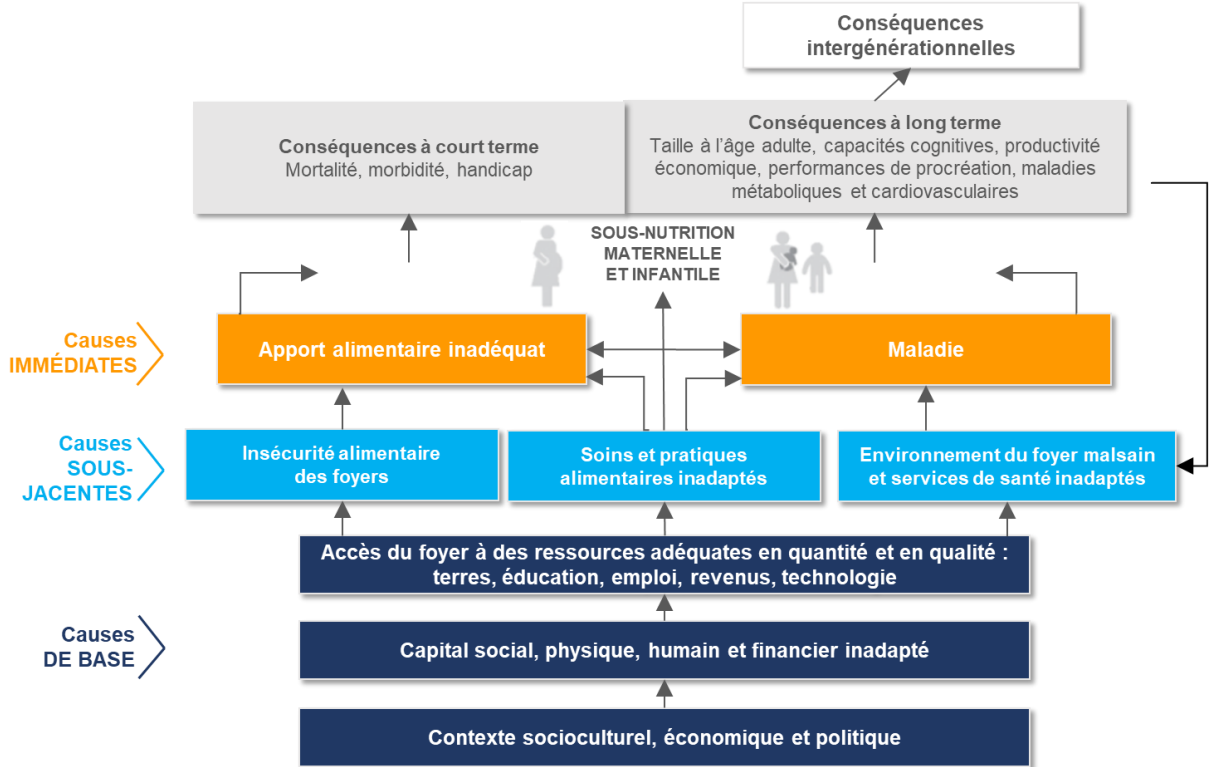 Conséquences
intergénérationnelles
Conséquences à court terme
Mortalité, morbidité, handicap
Conséquences à long terme
Taille à l'âge adulte, capacités cognitives, productivité
économique, performances de procréation, maladies
métaboliques et cardiovasculaires
SOUS-NUTRITION
MATERNELLE
ET INFANTILE
Causes
IMMÉDIATES
Apport alimentaire inadéquat
Maladie
Causes
SOUS-
JACENTES
Insécurité alimentaire
des foyers
Soins et pratiques
alimentaires inadaptés
Environnement du foyer malsain
et services de santé inadaptés
Accès du foyer à des ressources adéquates en quantité et en qualité :
terres, éducation, emploi, revenus, technologie
Causes
DE BASE
Capital social, physique, humain et financier inadapté
Contexte socioculturel, économique et politique